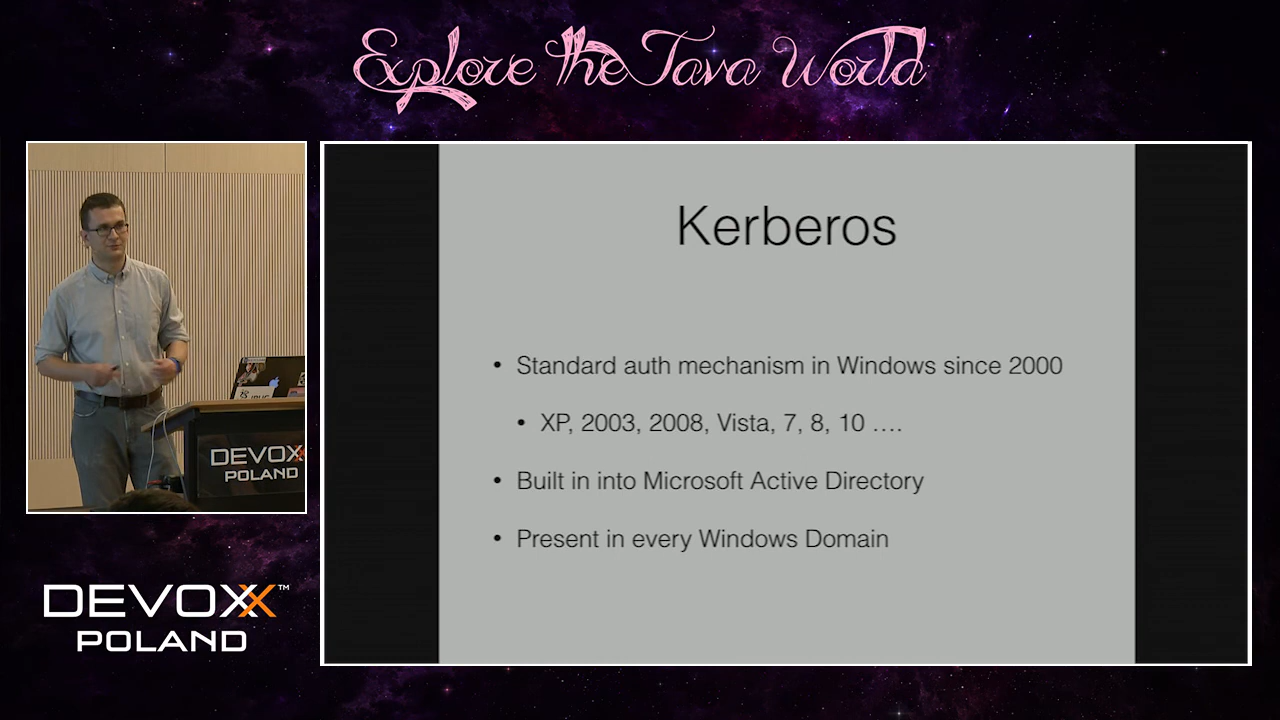 Explore the Java World
Kerberos
• Standard auth mechanism in Windows since 2000
• XP, 2003, 2008, Vista, 7, 8, 10 ....
• Built in into Microsoft Active Directory
• Present in every Windows Domain
DEVOXX
POLAND
DEVOXX™
POLAND